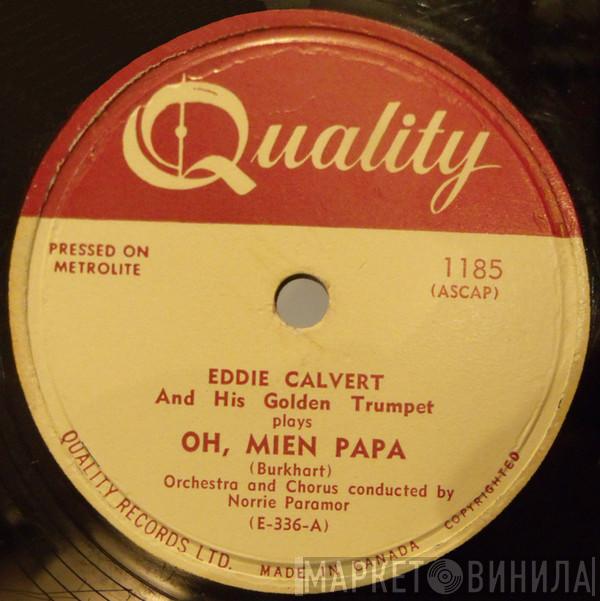 Quality
PRESSED ON
METROLITE
1185
(ASCAP)
EDDIE CALVERT
And His Golden Trumpet
plays
OH, MIEN PAPA
(Burkhart)
Orchestra and Chorus conducted by
Norrie Paramor
(E-336-A)
QUALITY RECORDS LTD.
MADE IN CANADA
COPYRIGHTED
МАРКЕТ ВИНИЛА